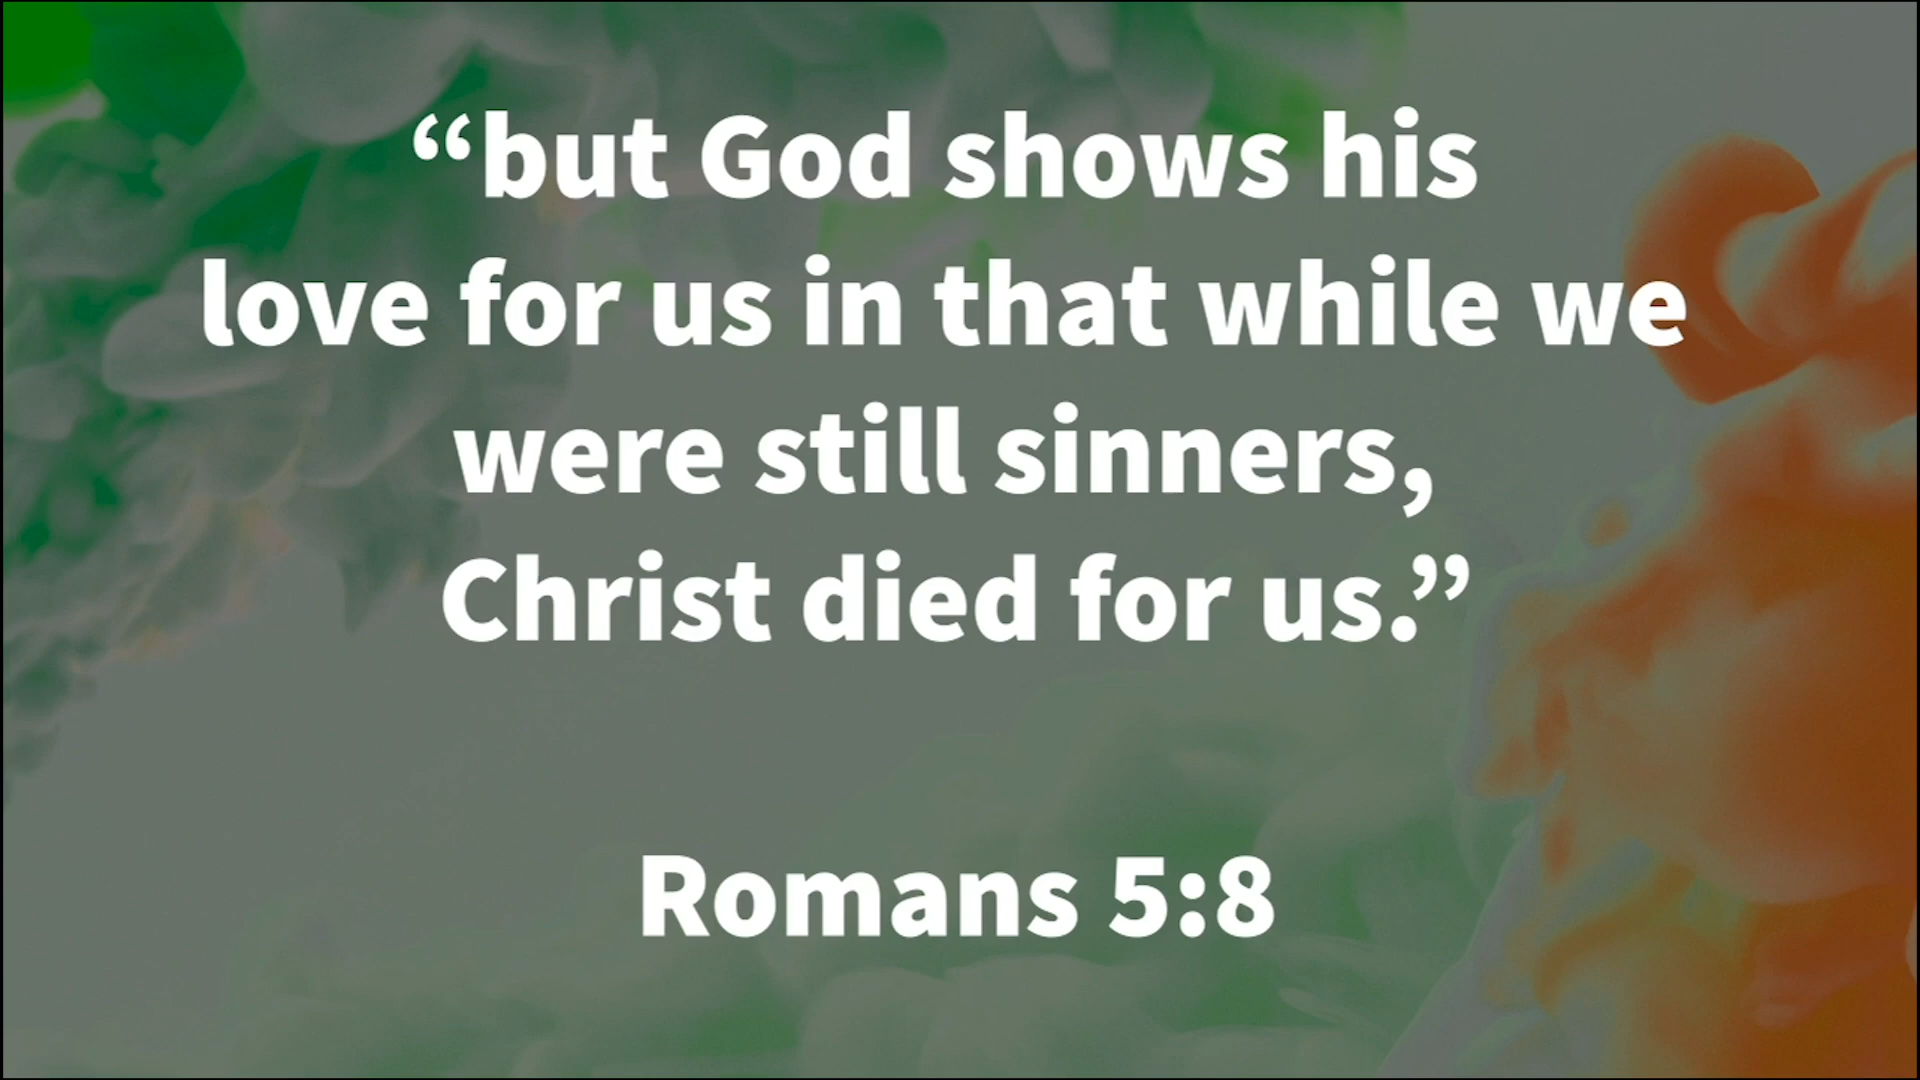 “but God shows his
love for us in that while we
were still sinners,
Christ died for us.”
Romans 5:8